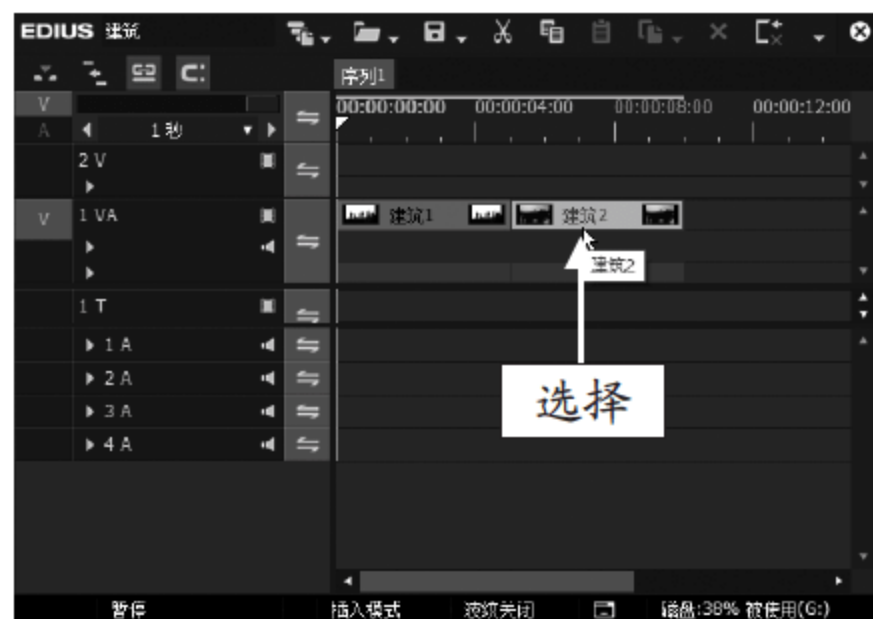 EDIUS 建筑
序列1
V
A
1秒
00:00:00:00 00:00:04:00 00:00:08:00 00:00:12:00
2 V
V
1 VA
建筑1
建筑2
建筑2
1 T
1 A
选择
2 A
3 A
4 A
暂停
插入模式
波纹关闭
磁盘:38% 被使用(G:)